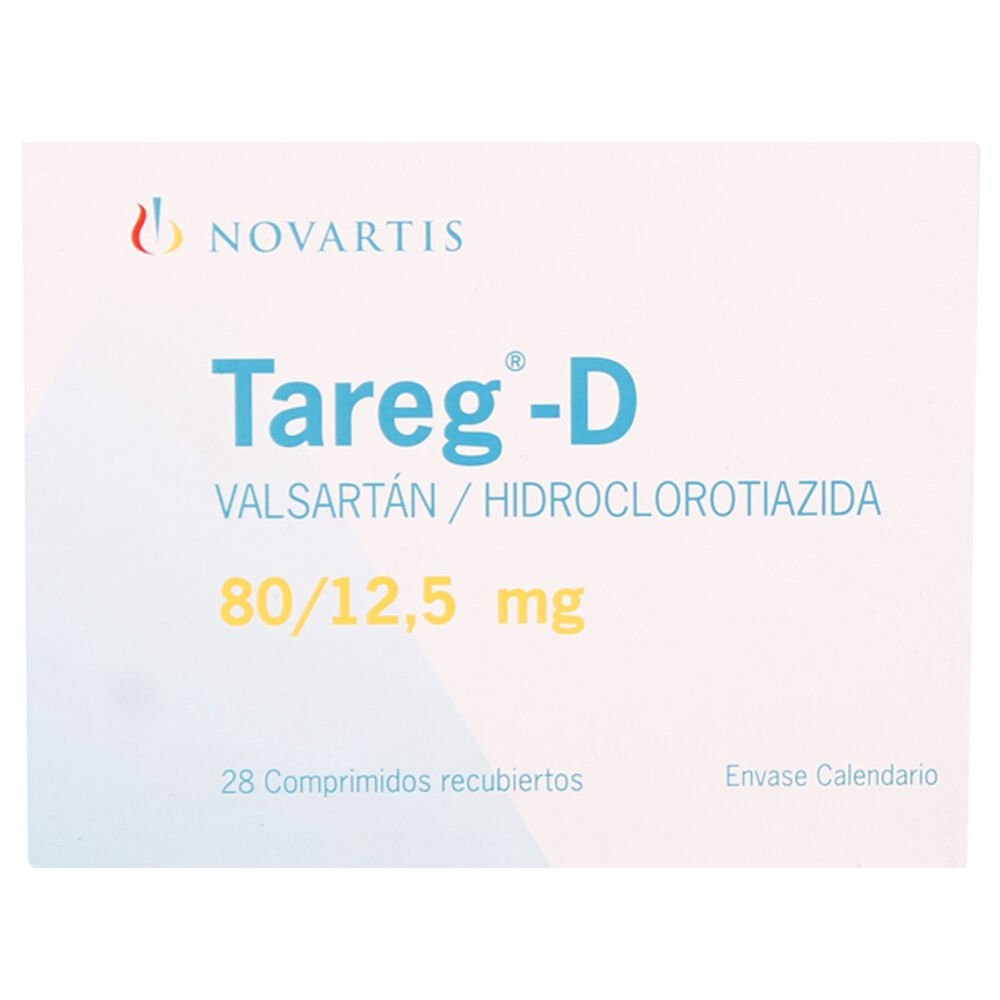 NOVARTIS
Tareg®-D
VALSARTÁN / HIDROCLOROTIAZIDA
80/12,5 mg
28 Comprimidos recubiertos
Envase Calendario